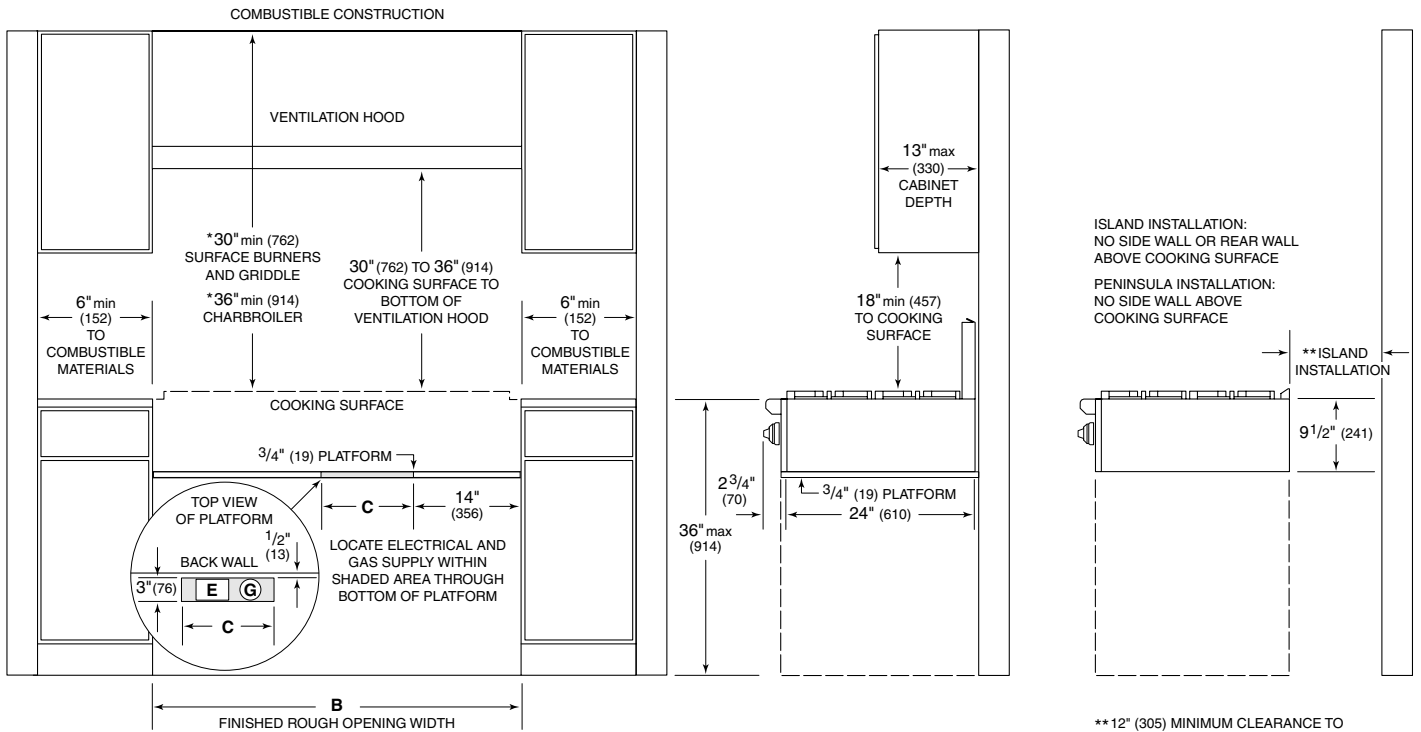 COMBUSTIBLE CONSTRUCTION
VENTILATION HOOD
*30" min (762)
SURFACE BURNERS
AND GRIDDLE
*36" min (914)
CHARBROILER
30" (762) TO 36" (914)
COOKING SURFACE TO
BOTTOM OF
VENTILATION HOOD
6" min
(152)
TO
COMBUSTIBLE
MATERIALS
6" min
(152)
TO
COMBUSTIBLE
MATERIALS
COOKING SURFACE
3/4" (19) PLATFORM
C
14"
(356)
TOP VIEW
OF PLATFORM
1/2"
(13)
BACK WALL
3" (76)
E
G
C
LOCATE ELECTRICAL AND
GAS SUPPLY WITHIN
SHADED AREA THROUGH
BOTTOM OF PLATFORM
B
FINISHED ROUGH OPENING WIDTH
13" max
(330)
CABINET
DEPTH
18" min (457)
TO COOKING
SURFACE
2 3/4"
(70)
3/4" (19) PLATFORM
24" (610)
36" max
(914)
ISLAND INSTALLATION:
NO SIDE WALL OR REAR WALL
ABOVE COOKING SURFACE
PENINSULA INSTALLATION:
NO SIDE WALL ABOVE
COOKING SURFACE
**ISLAND
INSTALLATION
9 1/2" (241)
**12" (305) MINIMUM CLEARANCE TO